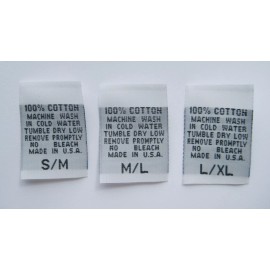 100% COTTON
MACHINE WASH
IN COLD WATER
TUMBLE DRY LOW
REMOVE PROMPTLY
NO BLEACH
MADE IN U.S.A.
S/M
100% COTTON
MACHINE WASH
IN COLD WATER
TUMBLE DRY LOW
REMOVE PROMPTLY
NO BLEACH
MADE IN U.S.A.
M/L
100% COTTON
MACHINE WASH
IN COLD WATER
TUMBLE DRY LOW
REMOVE PROMPTLY
NO BLEACH
MADE IN U.S.A.
L/XL